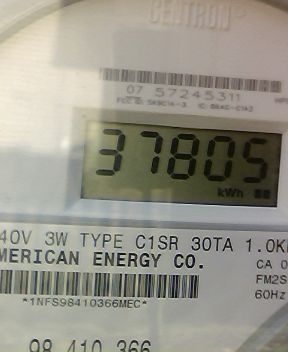 CENTRON®
07 57245311
37805
kWh
40V 3W TYPE C1SR 30TA 1.0K
MERICAN ENERGY CO.
CA 0
FM2S
60Hz
*1NFS98410366MEC*
98 410 366